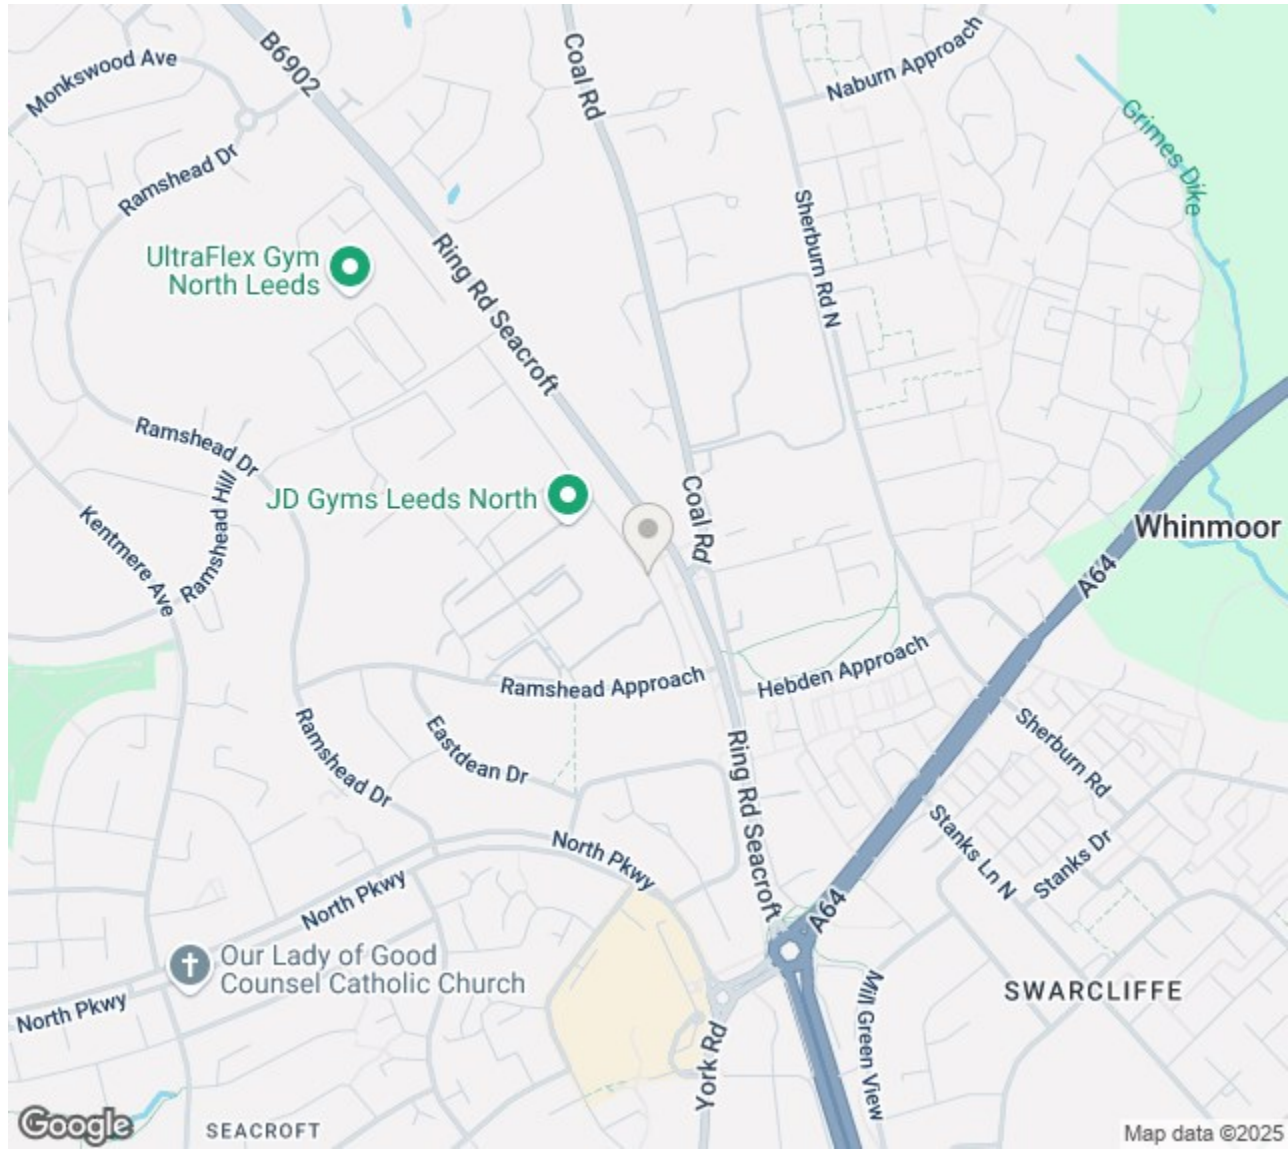 Monkswood Ave
B6902
Coal Rd
Naburn Approach
Grimes Dike
Ramshead Dr
Sherburn Rd N
UltraFlex Gym
North Leeds
Ring Rd Seacroft
Ramshead Dr
Ramshead Hill
JD Gyms Leeds North
Coal Rd
Kentmere Ave
Whinmoor
A64
Ramshead Approach
Hebden Approach
Ramshead Dr
Eastdean Dr
Ring Rd Seacroft
Sherburn Rd
Stanks Ln N
Stanks Dr
North Pkwy
North Pkwy
A64
Our Lady of Good
Counsel Catholic Church
North Pkwy
York Rd
Mill Green View
SWARCLIFFE
Google
SEACROFT
Map data ©2025